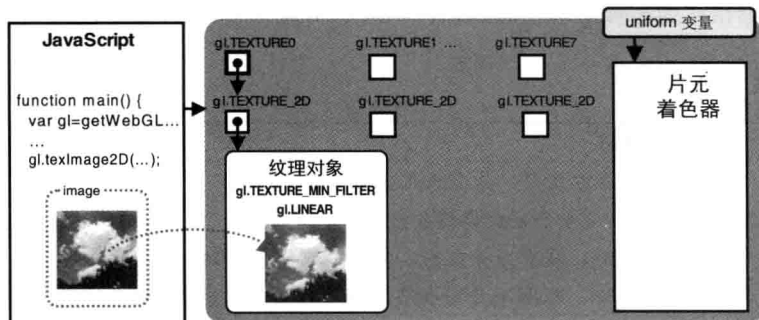 JavaScript
function main() {
var gl=getWebGL...
...
gl.texImage2D(...);
image
gl.TEXTURE0
gl.TEXTURE1 ...
gl.TEXTURE7
gl.TEXTURE_2D
gl.TEXTURE_2D
gl.TEXTURE_2D
纹理对象
gl.TEXTURE_MIN_FILTER
gl.LINEAR
uniform 变量
片元
着色器